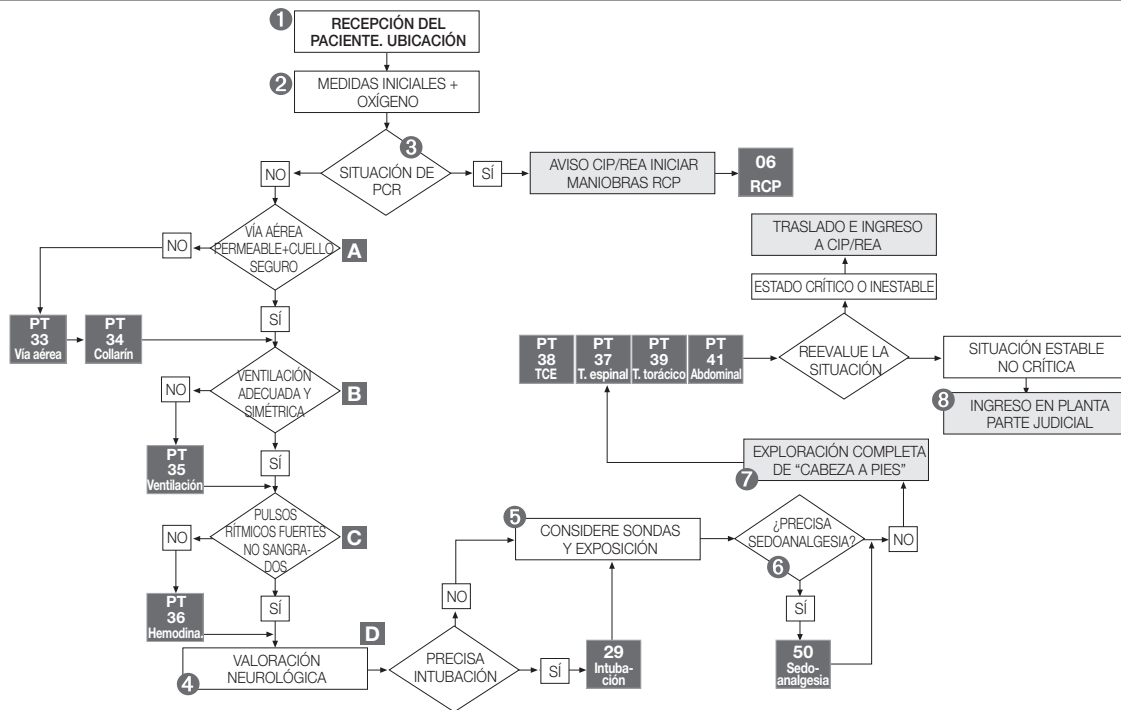 1
RECEPCIÓN DEL
PACIENTE. UBICACIÓN
2
MEDIDAS INICIALES +
OXÍGENO
3
SITUACIÓN DE
PCR
NO
SÍ
AVISO CIP/REA INICIAR
MANIOBRAS RCP
06
RCP
VÍA AÉREA
PERMEABLE+CUELLO
SEGURO
A
NO
SÍ
PT
33
Vía aérea
PT
34
Collarín
VENTILACIÓN
ADECUADA Y
SIMÉTRICA
B
NO
SÍ
PT
35
Ventilación
PULSOS
RÍTMICOS FUERTES
NO SANGRA-
DOS
C
NO
SÍ
PT
36
Hemodina.
D
4
VALORACIÓN
NEUROLÓGICA
PRECISA
INTUBACIÓN
NO
SÍ
29
Intuba-
ción
5
CONSIDERE SONDAS
Y EXPOSICIÓN
¿PRECISA
SEDOANALGESIA?
6
NO
SÍ
50
Sedo-
analgesia
7
EXPLORACIÓN COMPLETA
DE “CABEZA A PIES”
PT
38
TCE
PT
37
T. espinal
PT
39
T. torácico
PT
41
Abdominal
REEVALUE LA
SITUACIÓN
ESTADO CRÍTICO O INESTABLE
TRASLADO E INGRESO
A CIP/REA
SITUACIÓN ESTABLE
NO CRÍTICA
8
INGRESO EN PLANTA
PARTE JUDICIAL